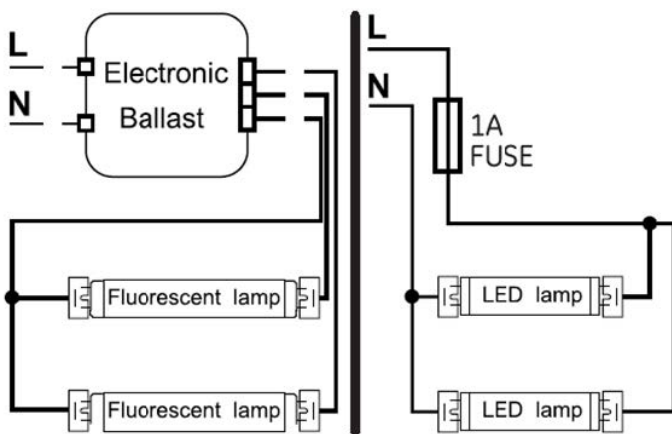 L
N
Electronic
Ballast
Fluorescent lamp
Fluorescent lamp
L
N
1A
FUSE
LED lamp
LED lamp